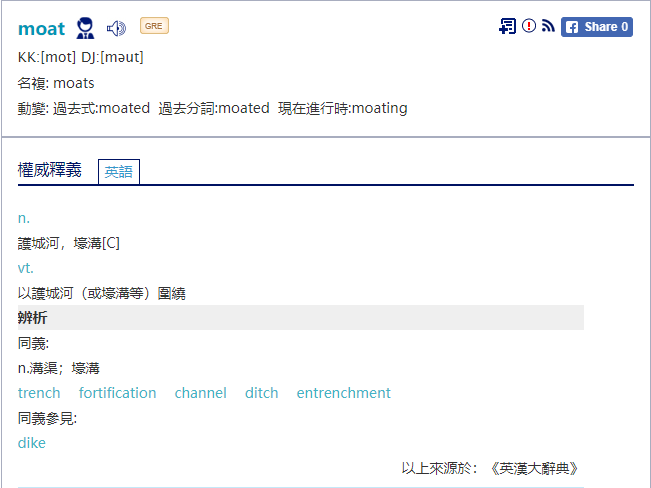 moat GRE Share 0
KK:[mot] DJ:[məut]
名複: moats
動變: 過去式:moated 過去分詞:moated 現在進行時:moating
權威釋義 英語
n.
護城河，壕溝[C]
vt.
以護城河（或壕溝等）圍繞
辨析
同義:
n.溝渠；壕溝
trench fortification channel ditch entrenchment
同義參見:
dike
以上來源於：《英漢大辭典》